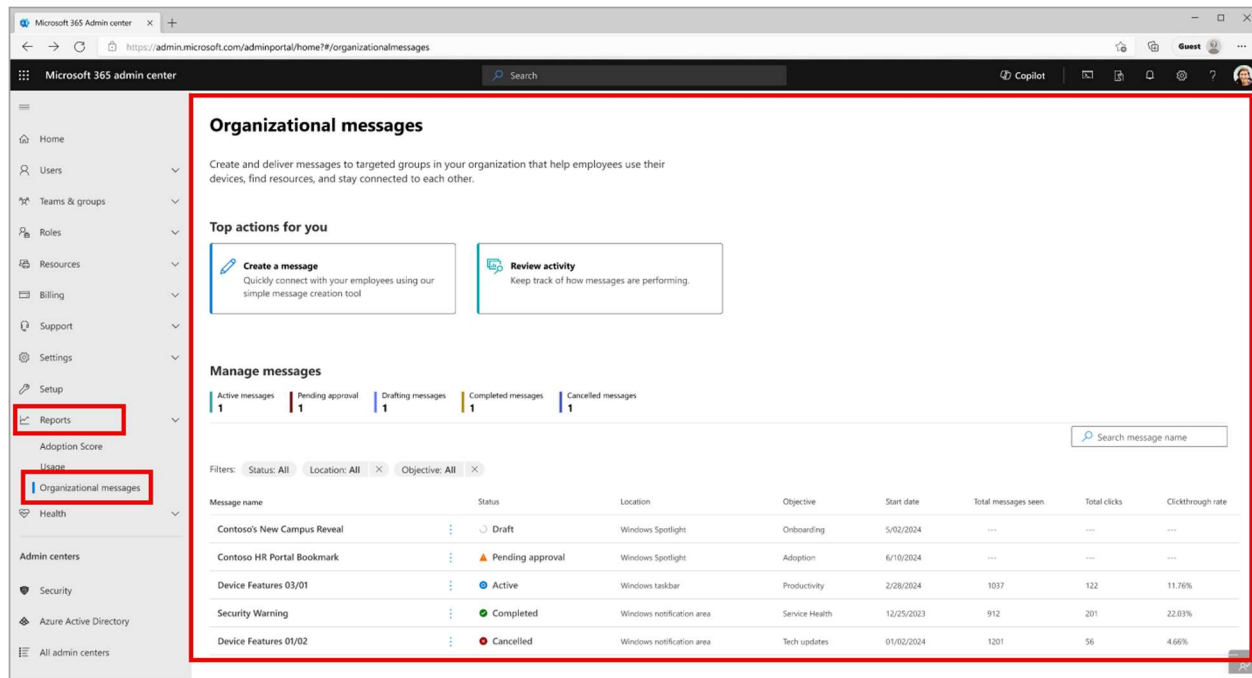 Microsoft 365 Admin center
https://admin.microsoft.com/adminportal/home?#/organizationalmessages
Guest
Microsoft 365 admin center
Search
Copilot
Home
Users
Teams & groups
Roles
Resources
Billing
Support
Settings
Setup
Reports
Adoption Score
Usage
Organizational messages
Health
Admin centers
Security
Azure Active Directory
All admin centers
Organizational messages
Create and deliver messages to targeted groups in your organization that help employees use their
devices, find resources, and stay connected to each other.
Top actions for you
Create a message
Quickly connect with your employees using our
simple message creation tool
Review activity
Keep track of how messages are performing.
Manage messages
Active messages Pending approval Drafting messages Completed messages Cancelled messages
1 1 1 1 1
Search message name
Filters: Status: All Location: All Objective: All
Message name Status Location Objective Start date Total messages seen Total clicks Clickthrough rate
Contoso's New Campus Reveal Draft Windows Spotlight Onboarding 5/02/2024 --- --- ---
Contoso HR Portal Bookmark Pending approval Windows Spotlight Adoption 6/10/2024 --- --- ---
Device Features 03/01 Active Windows taskbar Productivity 2/28/2024 1037 122 11.76%
Security Warning Completed Windows notification area Service Health 12/25/2023 912 201 22.03%
Device Features 01/02 Cancelled Windows notification area Tech updates 01/02/2024 1201 56 4.66%